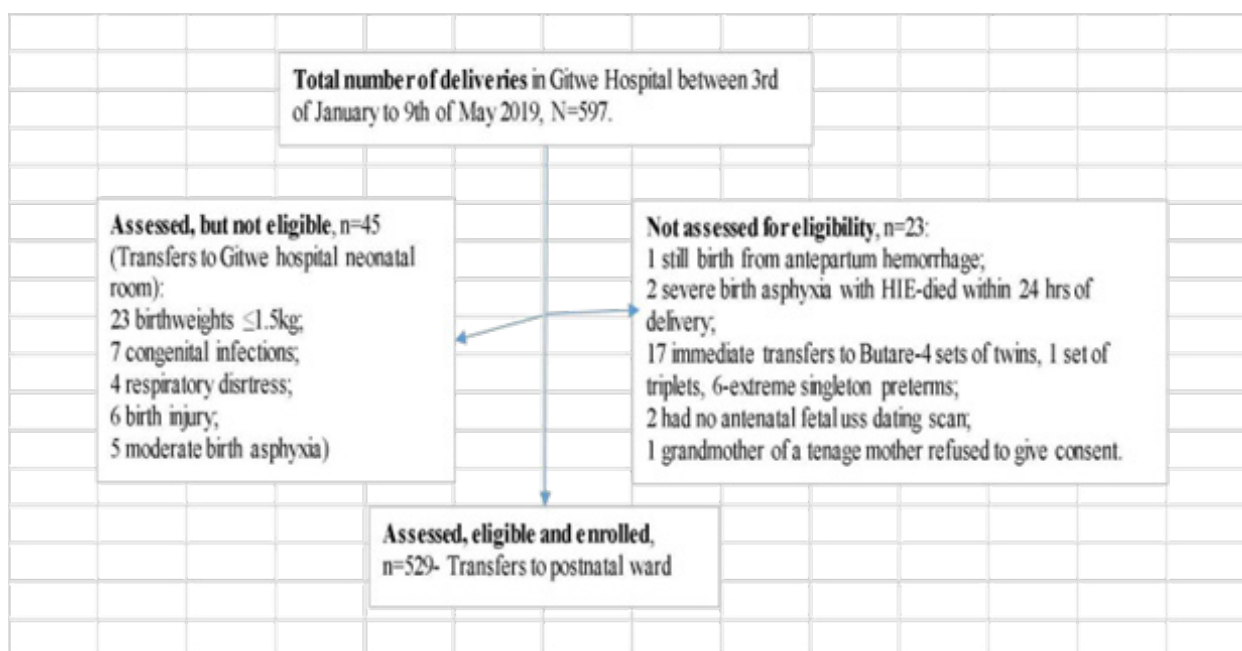 Total number of deliveries in Gitwe Hospital between 3rd
of January to 9th of May 2019, N=597.
Assessed, but not eligible, n=45
(Transfers to Gitwe hospital neonatal
room):
23 birthweights ≤1.5kg;
7 congenital infections;
4 respiratory disrtress;
6 birth injury;
5 moderate birth asphyxia)
Not assessed for eligibility, n=23:
1 still birth from antepartum hemorrhage;
2 severe birth asphyxia with HIE-died within 24 hrs of
delivery;
17 immediate transfers to Butare-4 sets of twins, 1 set of
triplets, 6-extreme singleton preterms;
2 had no antenatal fetal uss dating scan;
1 grandmother of a tenage mother refused to give consent.
Assessed, eligible and enrolled,
n=529- Transfers to postnatal ward